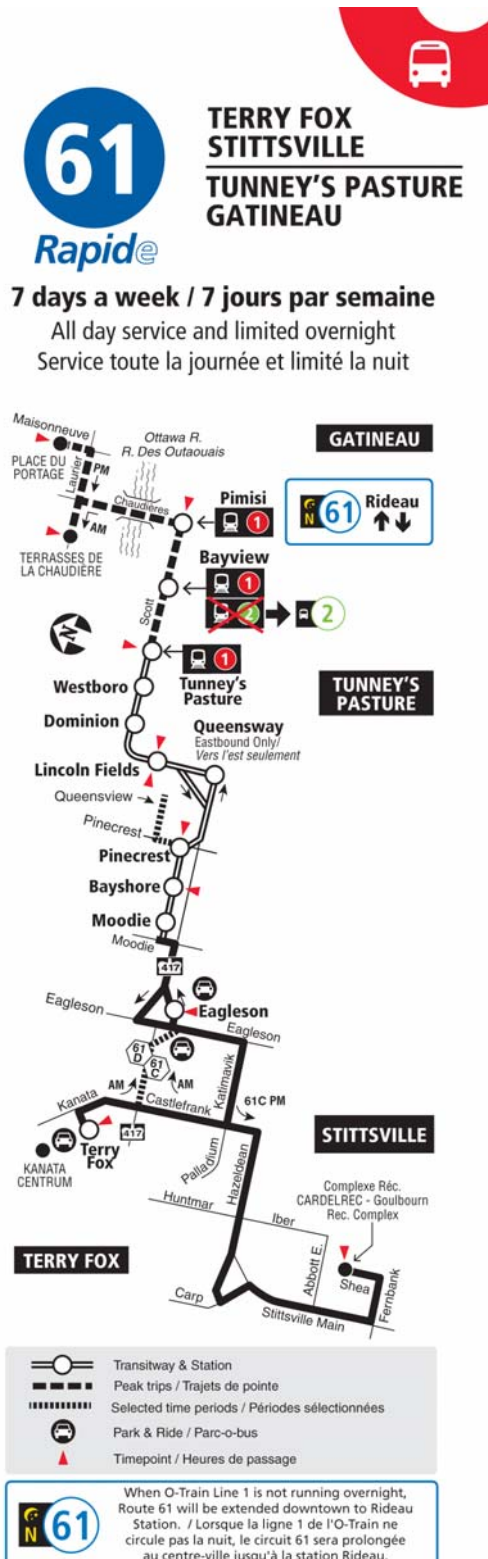 61
Rapide
TERRY FOX
STITTSVILLE
TUNNEY'S PASTURE
GATINEAU
7 days a week / 7 jours par semaine
All day service and limited overnight
Service toute la journée et limité la nuit
Maisonneuve
PLACE DU
PORTAGE
Laurier
PM
AM
Chaudières
TERRASSES DE
LA CHAUDIÈRE
Ottawa R.
R. Des Outaouais
GATINEAU
Pimisi
1
N 61 Rideau
Bayview
1
2
2
Scott
N
1
Tunney's
Pasture
TUNNEY'S
PASTURE
Westboro
Dominion
Queensway
Eastbound Only/
Vers l'est seulement
Lincoln Fields
Queensview
Pinecrest
Pinecrest
Bayshore
Moodie
Moodie
417
Eagleson
Eagleson
Eagleson
61
D
61
C
AM
AM
Katimavik
61C PM
Kanata
Castlefrank
417
Terry
Fox
KANATA
CENTRUM
Palladium
Hazeldean
STITTSVILLE
Huntmar
Iber
Complexe Réc.
CARDELREC - Goulbourn
Rec. Complex
Abbott E.
Shea
Fernbank
TERRY FOX
Carp
Stittsville Main
Transitway & Station
Peak trips / Trajets de pointe
Selected time periods / Périodes sélectionnées
Park & Ride / Parc-o-bus
Timepoint / Heures de passage
N 61
When O-Train Line 1 is not running overnight,
Route 61 will be extended downtown to Rideau
Station. / Lorsque la ligne 1 de l'O-Train ne
circule pas la nuit, le circuit 61 sera prolongée
au centre-ville jusqu'à la station Rideau.